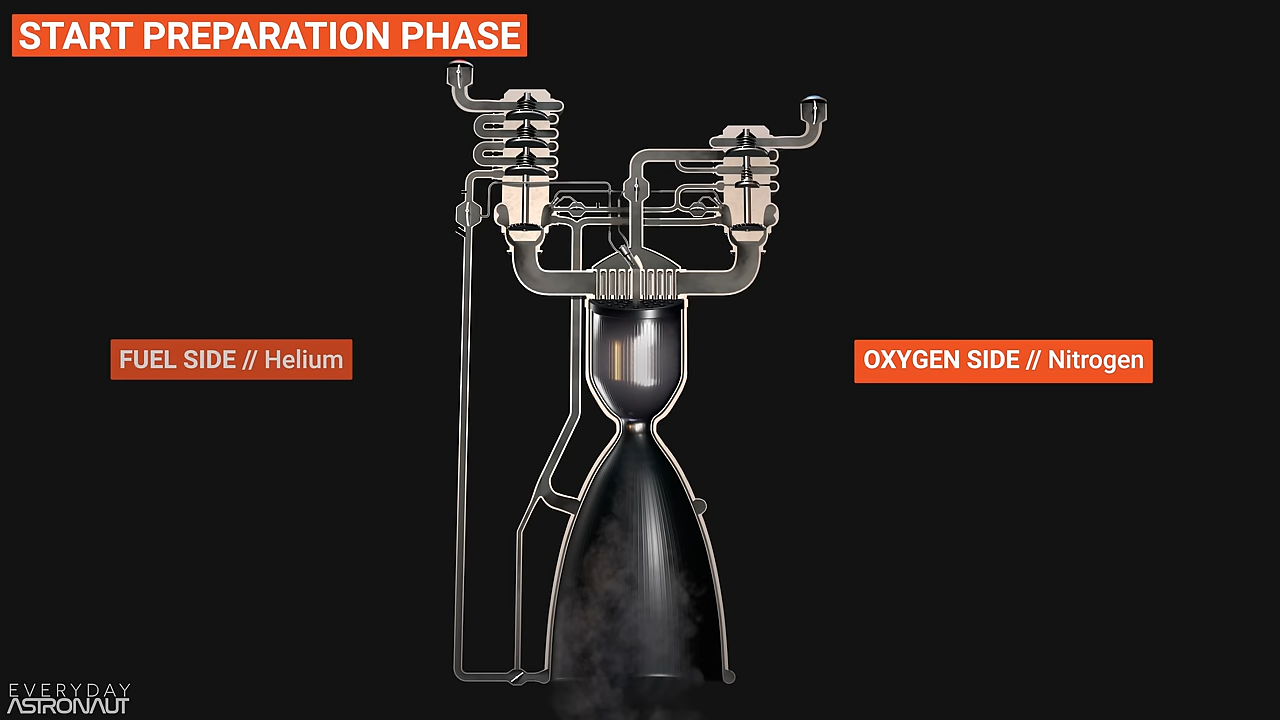 START PREPARATION PHASE
FUEL SIDE // Helium
OXYGEN SIDE // Nitrogen
EVERYDAY
ASTRONAUT